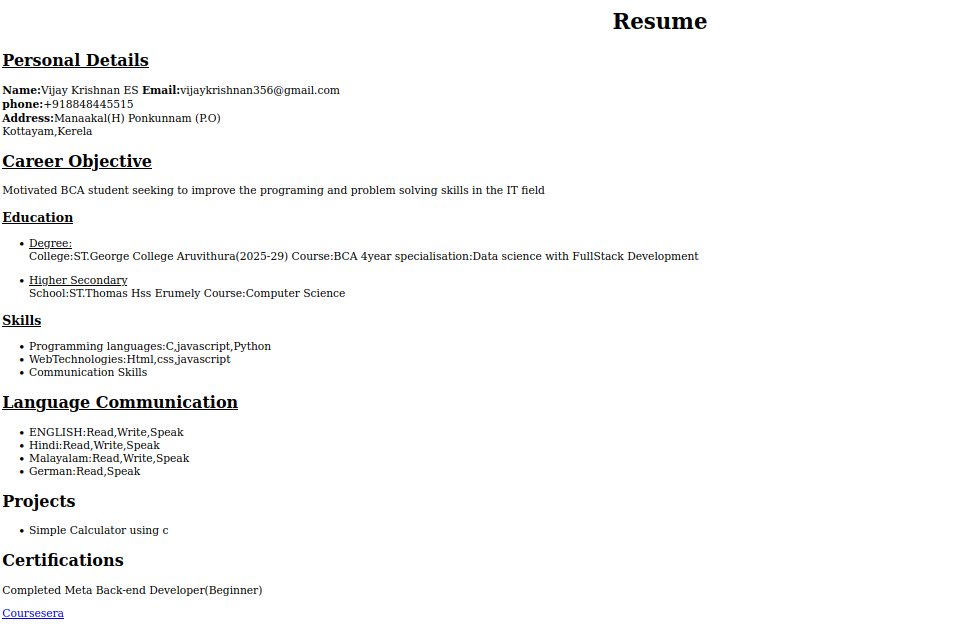 Resume
Personal Details
Name:Vijay Krishnan ES Email:vijaykrishnan356@gmail.com
phone:+918848445515
Address:Manaakal(H) Ponkunnam (P.O)
Kottayam,Kerela
Career Objective
Motivated BCA student seeking to improve the programing and problem solving skills in the IT field
Education
• Degree:
College:ST.George College Aruvithura(2025-29) Course:BCA 4year specialisation:Data science with FullStack Development
• Higher Secondary
School:ST.Thomas Hss Erumely Course:Computer Science
Skills
• Programming languages:C,javascript,Python
• WebTechnologies:Html,css,javascript
• Communication Skills
Language Communication
• ENGLISH:Read,Write,Speak
• Hindi:Read,Write,Speak
• Malayalam:Read,Write,Speak
• German:Read,Speak
Projects
• Simple Calculator using c
Certifications
Completed Meta Back-end Developer(Beginner)
Coursesera